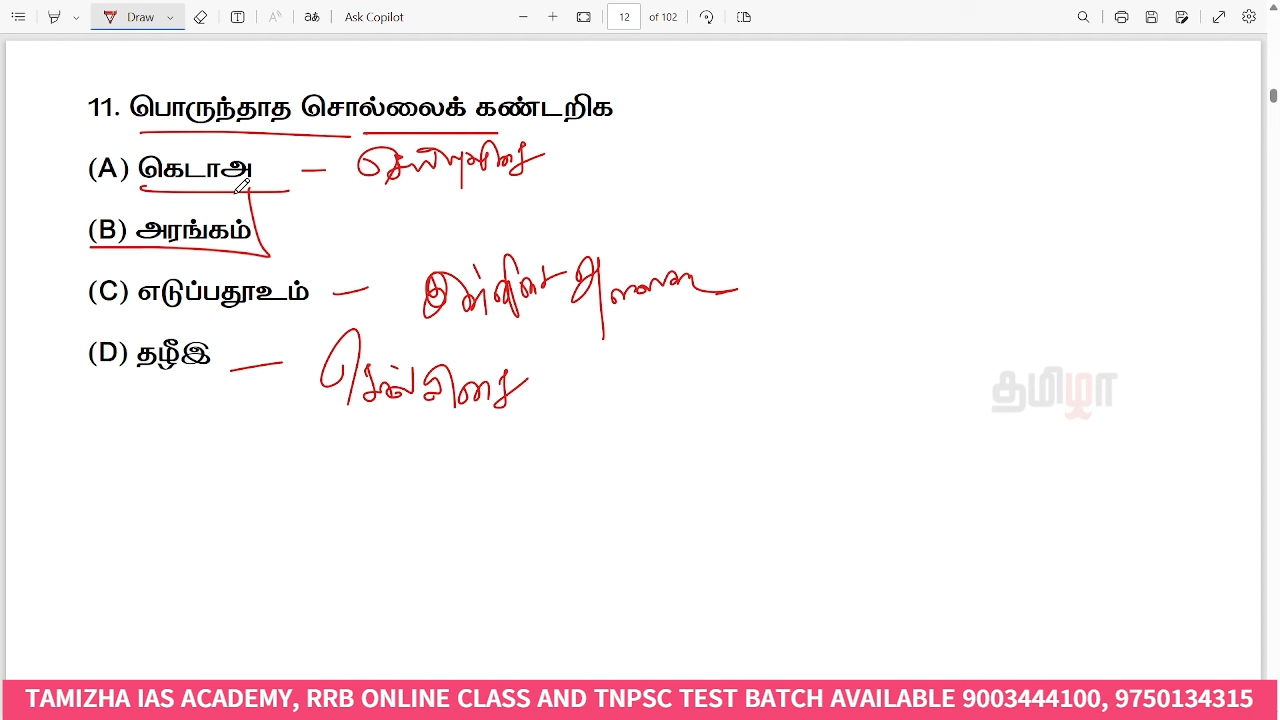 Draw
Ask Copilot
12 of 102
11. பொருந்தாத சொல்லைக் கண்டறிக
(A) கெடாஅ – செய்யுளிசை
(B) அரங்கம்
(C) எடுப்பதூஉம் – இன்னிசை அளபெடை
(D) தழீஇ – சொல்லிசை
தமிழா
TAMIZHA IAS ACADEMY, RRB ONLINE CLASS AND TNPSC TEST BATCH AVAILABLE 9003444100, 9750134315